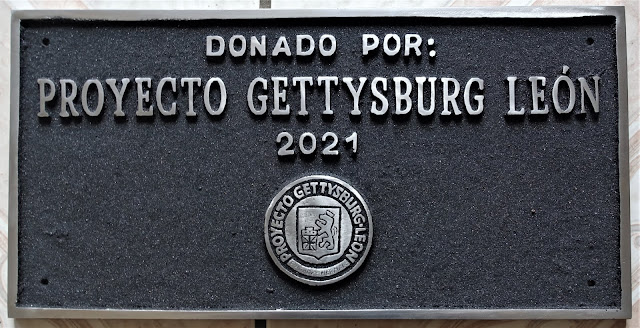 DONADO POR:
PROYECTO GETTYSBURG LEÓN
2021
PROYECTO GETTYSBURG-LEON